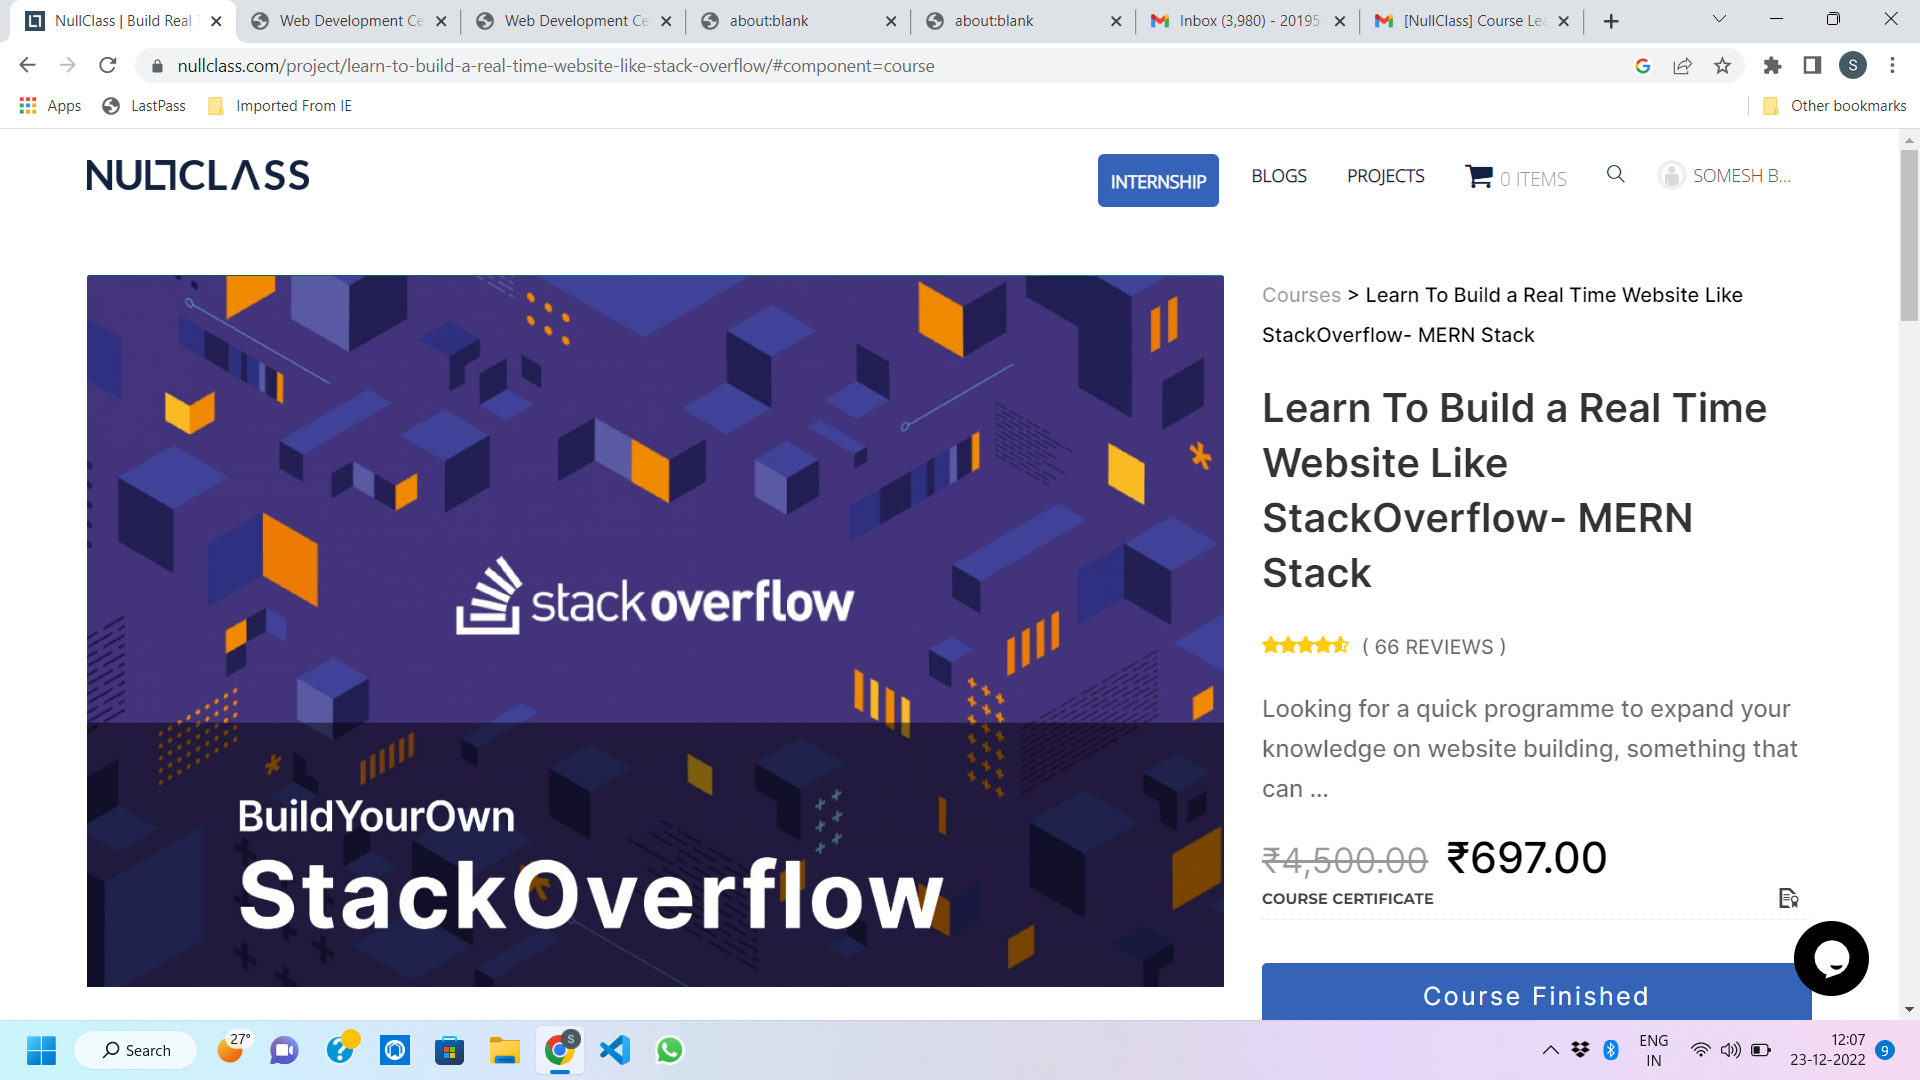 NullClass | Build Real T
Web Development Ce
Web Development Ce
about:blank
about:blank
Inbox (3,980) - 20195
[NullClass] Course Lea
nullclass.com/project/learn-to-build-a-real-time-website-like-stack-overflow/#component=course
S
Apps
LastPass
Imported From IE
Other bookmarks
NULLCLASS
INTERNSHIP
BLOGS
PROJECTS
0 ITEMS
SOMESH B...
stackoverflow
BuildYourOwn
StackOverflow
Courses > Learn To Build a Real Time Website Like
StackOverflow- MERN Stack
Learn To Build a Real Time
Website Like
StackOverflow- MERN
Stack
( 66 REVIEWS )
Looking for a quick programme to expand your
knowledge on website building, something that
can ...
₹4,500.00 ₹697.00
COURSE CERTIFICATE
Course Finished
Search
27°
S
ENG
IN
12:07
23-12-2022
9